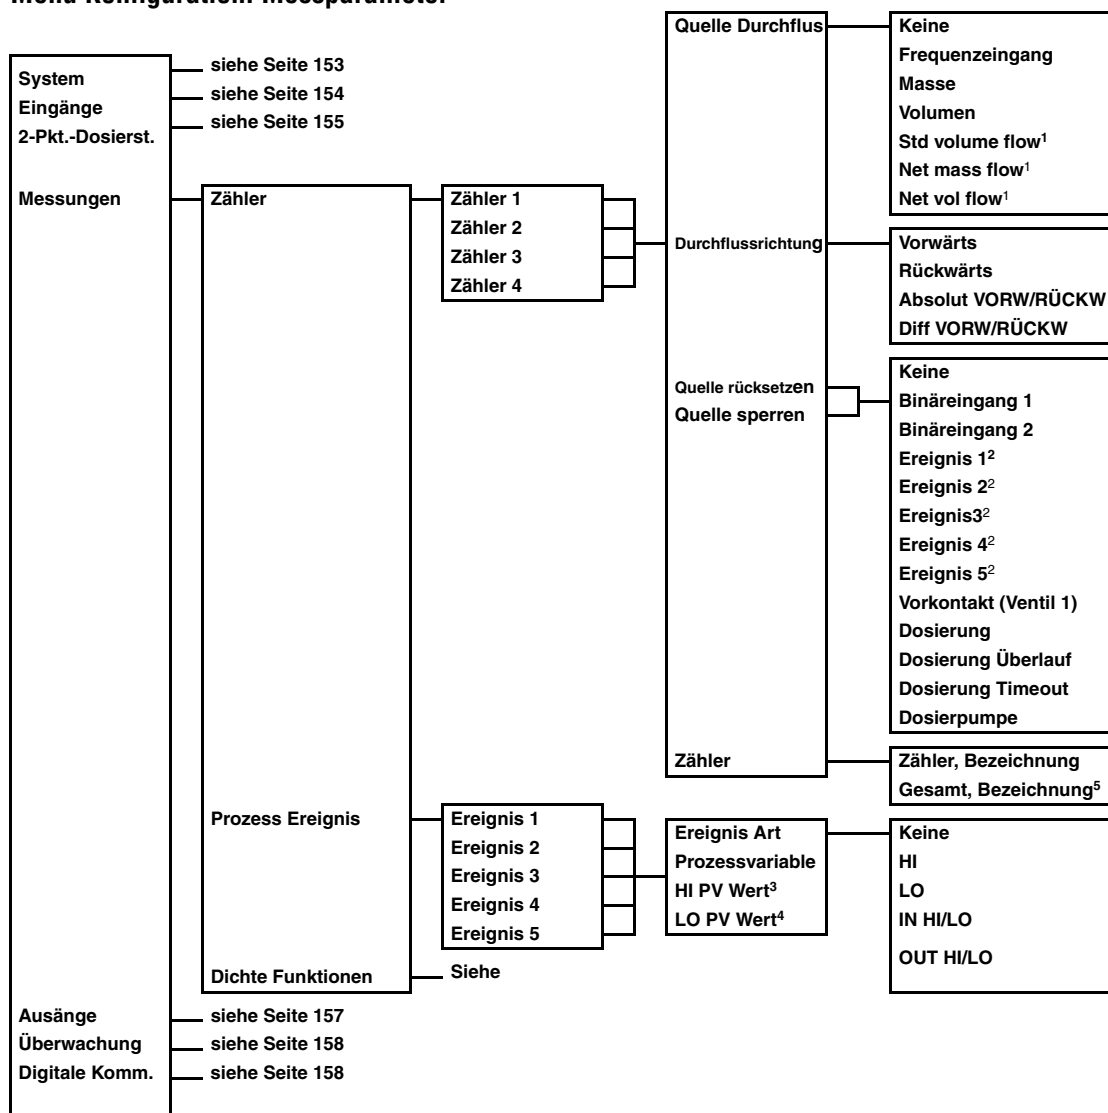 Menü Konfiguration: Messparameter
System
Eingänge
2-Pkt.-Dosierst.
siehe Seite 153
siehe Seite 154
siehe Seite 155
Messungen
Zähler
Zähler 1
Zähler 2
Zähler 3
Zähler 4
Quelle Durchflus
Keine
Frequenzeingang
Masse
Volumen
Std volume flow1
Net mass flow1
Net vol flow1
Durchflussrichtung
Vorwärts
Rückwärts
Absolut VORW/RÜCKW
Diff VORW/RÜCKW
Quelle rücksetzen
Quelle sperren
Keine
Binäreingang 1
Binäreingang 2
Ereignis 1²
Ereignis 2²
Ereignis3²
Ereignis 4²
Ereignis 5²
Vorkontakt (Ventil 1)
Dosierung
Dosierung Überlauf
Dosierung Timeout
Dosierpumpe
Zähler
Zähler, Bezeichnung
Gesamt, Bezeichnung⁵
Prozess Ereignis
Ereignis 1
Ereignis 2
Ereignis 3
Ereignis 4
Ereignis 5
Ereignis Art
Prozessvariable
HI PV Wert³
LO PV Wert⁴
Keine
HI
LO
IN HI/LO
OUT HI/LO
Dichte Funktionen
Siehe
Ausänge
Überwachung
Digitale Komm.
siehe Seite 157
siehe Seite 158
siehe Seite 158